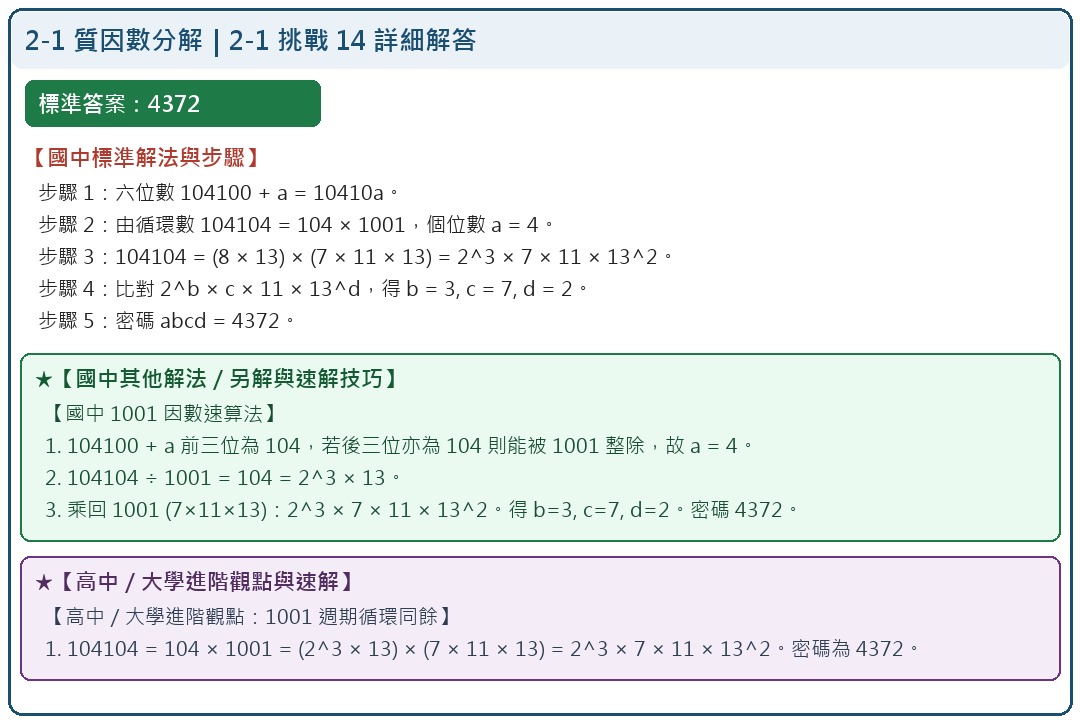 2-1 質因數分解 | 2-1 挑戰 14 詳細解答
標準答案：4372
【國中標準解法與步驟】
步驟 1：六位數 104100 + a = 10410a。
步驟 2：由循環數 104104 = 104 × 1001，個位數 a = 4。
步驟 3：104104 = (8 × 13) × (7 × 11 × 13) = 2^3 × 7 × 11 × 13^2。
步驟 4：比對 2^b × c × 11 × 13^d，得 b = 3, c = 7, d = 2。
步驟 5：密碼 abcd = 4372。
★【國中其他解法 / 另解與速解技巧】
【國中 1001 因數速算法】
1. 104100 + a 前三位為 104，若後三位亦為 104 則能被 1001 整除，故 a = 4。
2. 104104 ÷ 1001 = 104 = 2^3 × 13。
3. 乘回 1001 (7×11×13)：2^3 × 7 × 11 × 13^2。得 b=3, c=7, d=2。密碼 4372。
★【高中 / 大學進階觀點與速解】
【高中 / 大學進階觀點：1001 週期循環同餘】
1. 104104 = 104 × 1001 = (2^3 × 13) × (7 × 11 × 13) = 2^3 × 7 × 11 × 13^2。密碼為 4372。